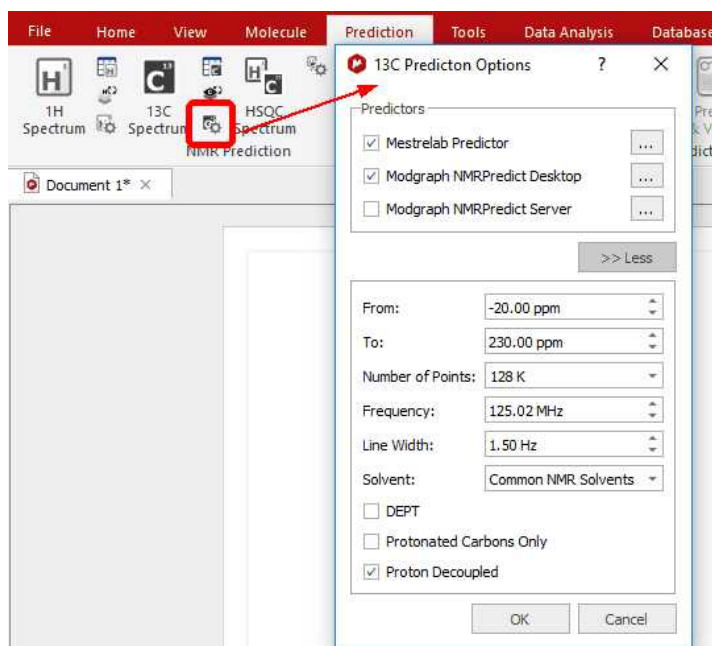 File Home View Molecule Prediction Tools Data Analysis Database
13C Predicton Options ? ×
H
C 13
H C
1H Spectrum
13C Spectrum
HSQC Spectrum
NMR Prediction
Document 1* ×
Predictors
Mestrelab Predictor ...
Modgraph NMRPredict Desktop ...
Modgraph NMRPredict Server ...
>> Less
From: -20.00 ppm
To: 230.00 ppm
Number of Points: 128 K
Frequency: 125.02 MHz
Line Width: 1.50 Hz
Solvent: Common NMR Solvents
DEPT
Protonated Carbons Only
Proton Decoupled
OK Cancel